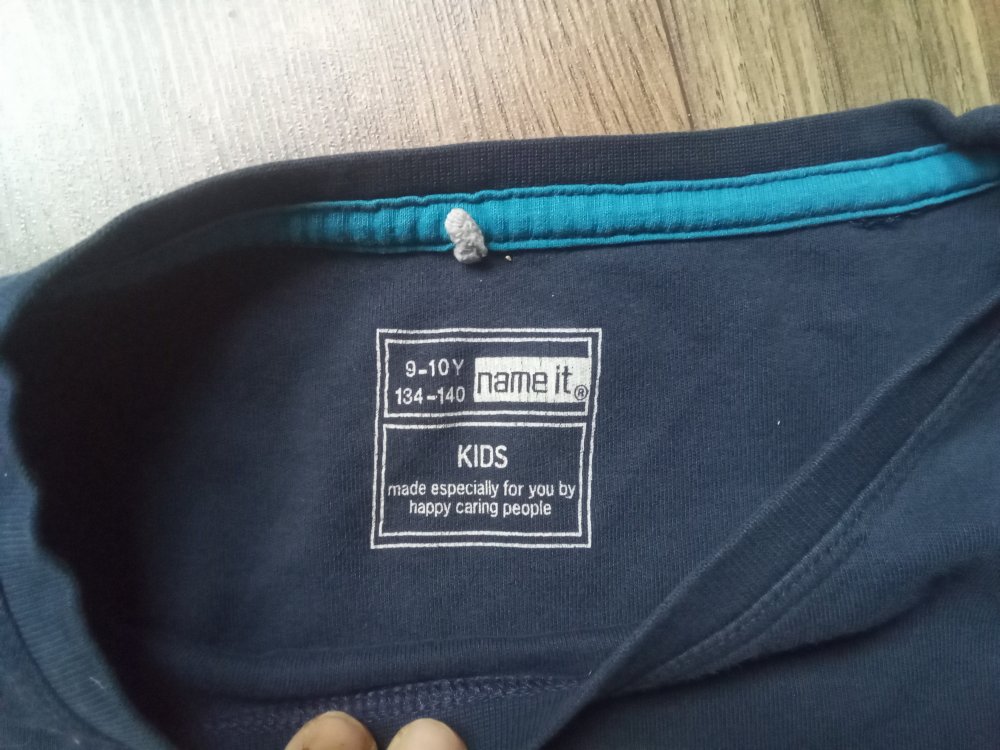 9-10Y
134-140
name it®
KIDS
made especially for you by
happy caring people